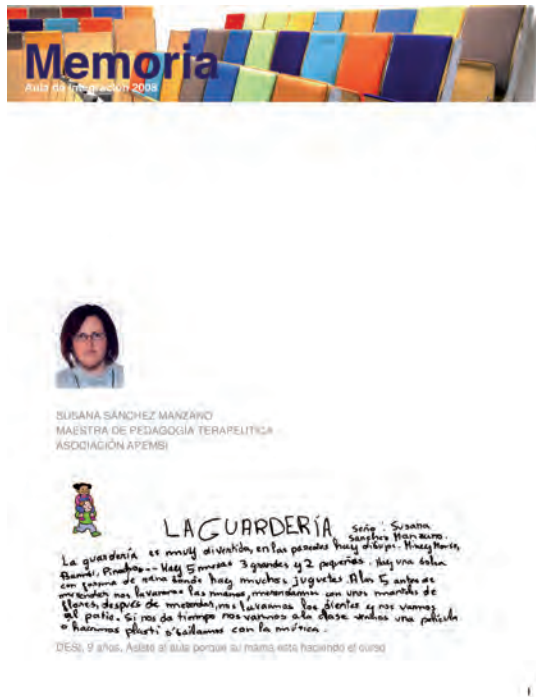 Memoria
Aula de Integración 2008
SUSANA SÁNCHEZ MANZANO
MAESTRA DE PEDAGOGÍA TERAPEÚTICA
ASOCIACIÓN APEMSI
LA GUARDERÍA
Seño: Susana
Sánchez Manzano.
La guardería es muy divertida, en las paredes hay dibujos. Mickey Mouse,
Bambi, Pinocho... Hay 5 mesas 3 grandes y 2 pequeñas. Hay una
con forma de donde hay muchos juguetes. A las 5 antes de
merendar nos lavamos las manos, merendamos con unos manteles de
flores, después de merendar, nos lavamos los dientes y nos vamos
al patio. Si nos da tiempo nos vamos a la clase vemos una película
o hacemos plasti o bailamos con la música.
DESI, 9 años. Asiste al aula porque su mamá está haciendo el curso